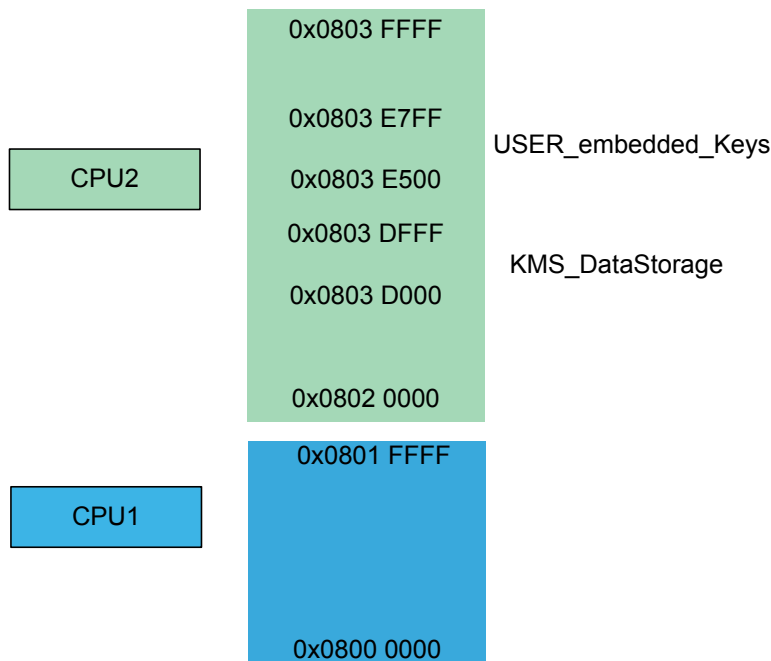 0x0803 FFFF
0x0803 E7FF
USER_embedded_Keys
CPU2
0x0803 E500
0x0803 DFFF
KMS_DataStorage
0x0803 D000
0x0802 0000
0x0801 FFFF
CPU1
0x0800 0000